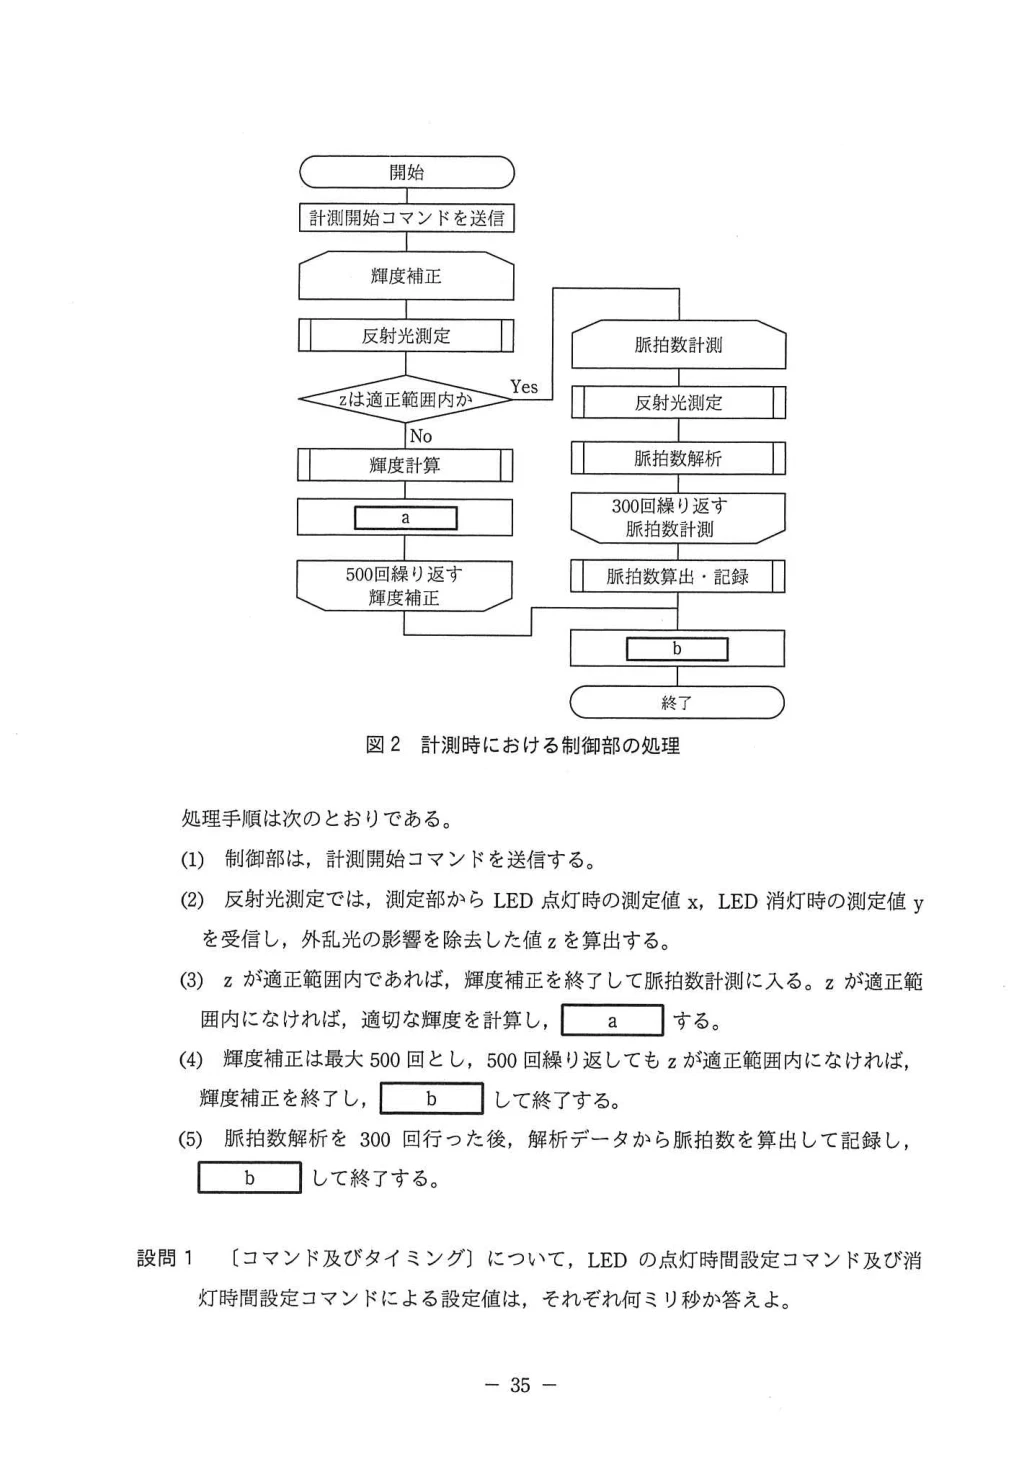 開始
計測開始コマンドを送信
輝度補正
反射光測定
zは適正範囲内か
Yes
No
輝度計算
a
500回繰り返す
輝度補正
脈拍数計測
反射光測定
脈拍数解析
300回繰り返す
脈拍数計測
脈拍数算出・記録
b
終了
図2 計測時における制御部の処理
処理手順は次のとおりである。
(1) 制御部は，計測開始コマンドを送信する。
(2) 反射光測定では，測定部から LED 点灯時の測定値 x，LED 消灯時の測定値 y
を受信し，外乱光の影響を除去した値 z を算出する。
(3) z が適正範囲内であれば，輝度補正を終了して脈拍数計測に入る。z が適正範
囲内になければ，適切な輝度を計算し， a する。
(4) 輝度補正は最大 500 回とし，500 回繰り返しても z が適正範囲内になければ，
輝度補正を終了し， b して終了する。
(5) 脈拍数解析を 300 回行った後，解析データから脈拍数を算出して記録し，
b して終了する。
設問1 〔コマンド及びタイミング〕について，LED の点灯時間設定コマンド及び消
灯時間設定コマンドによる設定値は，それぞれ何ミリ秒か答えよ。
－ 35 －